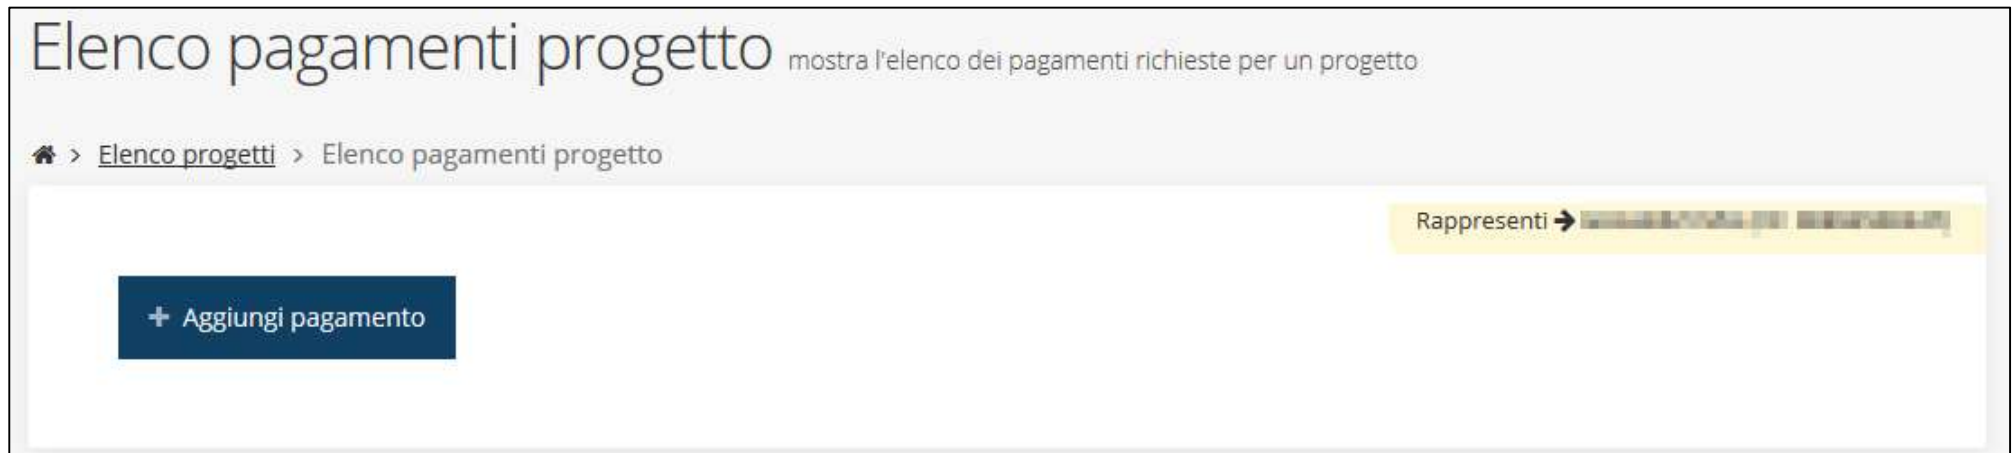 Elenco pagamenti progetto mostra l'elenco dei pagamenti richieste per un progetto
> Elenco progetti > Elenco pagamenti progetto
Rappresenti
+ Aggiungi pagamento